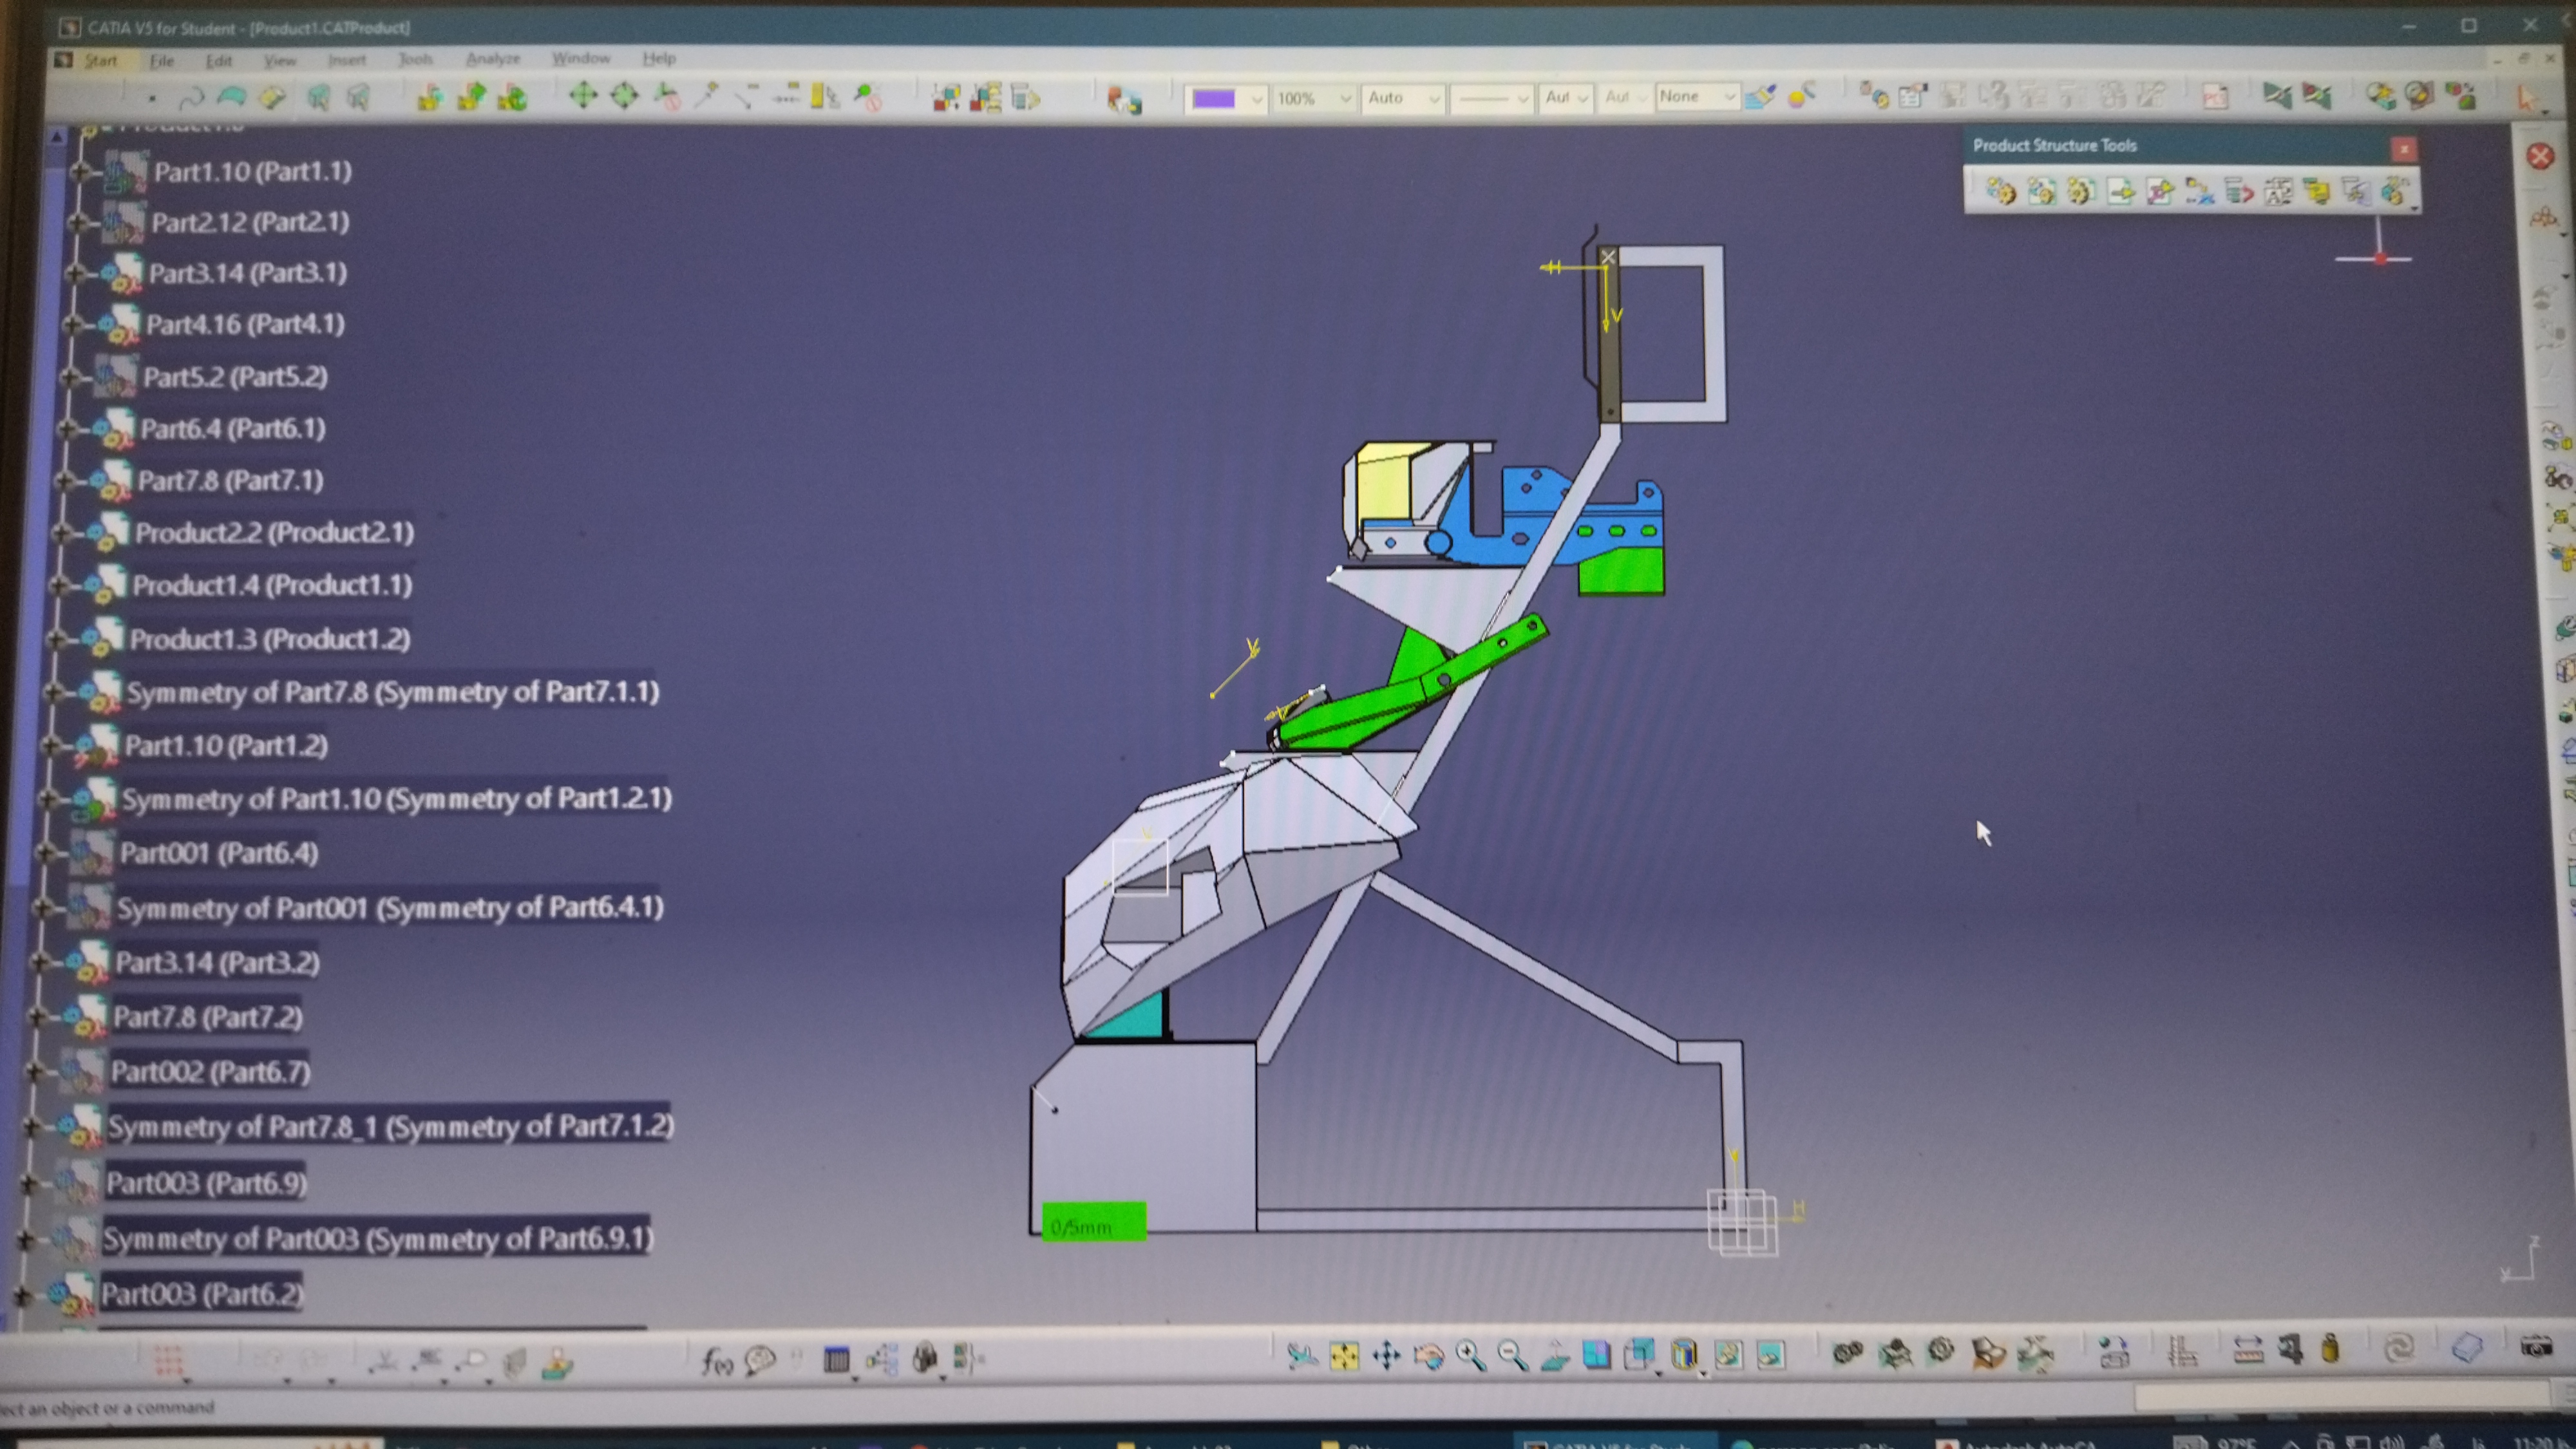 CATIA V5 for Student - [Product1.CATProduct]
Start File Edit View Insert Tools Analyze Window Help
100% Auto Aut Aut None
Product Structure Tools
Part1.10 (Part1.1)
Part2.12 (Part2.1)
Part3.14 (Part3.1)
Part4.16 (Part4.1)
Part5.2 (Part5.2)
Part6.4 (Part6.1)
Part7.8 (Part7.1)
Product2.2 (Product2.1)
Product1.4 (Product1.1)
Product1.3 (Product1.2)
Symmetry of Part7.8 (Symmetry of Part7.1.1)
Part1.10 (Part1.2)
Symmetry of Part1.10 (Symmetry of Part1.2.1)
Part001 (Part6.4)
Symmetry of Part001 (Symmetry of Part6.4.1)
Part3.14 (Part3.2)
Part7.8 (Part7.2)
Part002 (Part6.7)
Symmetry of Part7.8_1 (Symmetry of Part7.1.2)
Part003 (Part6.9)
Symmetry of Part003 (Symmetry of Part6.9.1)
Part003 (Part6.2)
H
V
V
V
V
H
0/5mm
z
y
f(x)
ect an object or a command
97°F